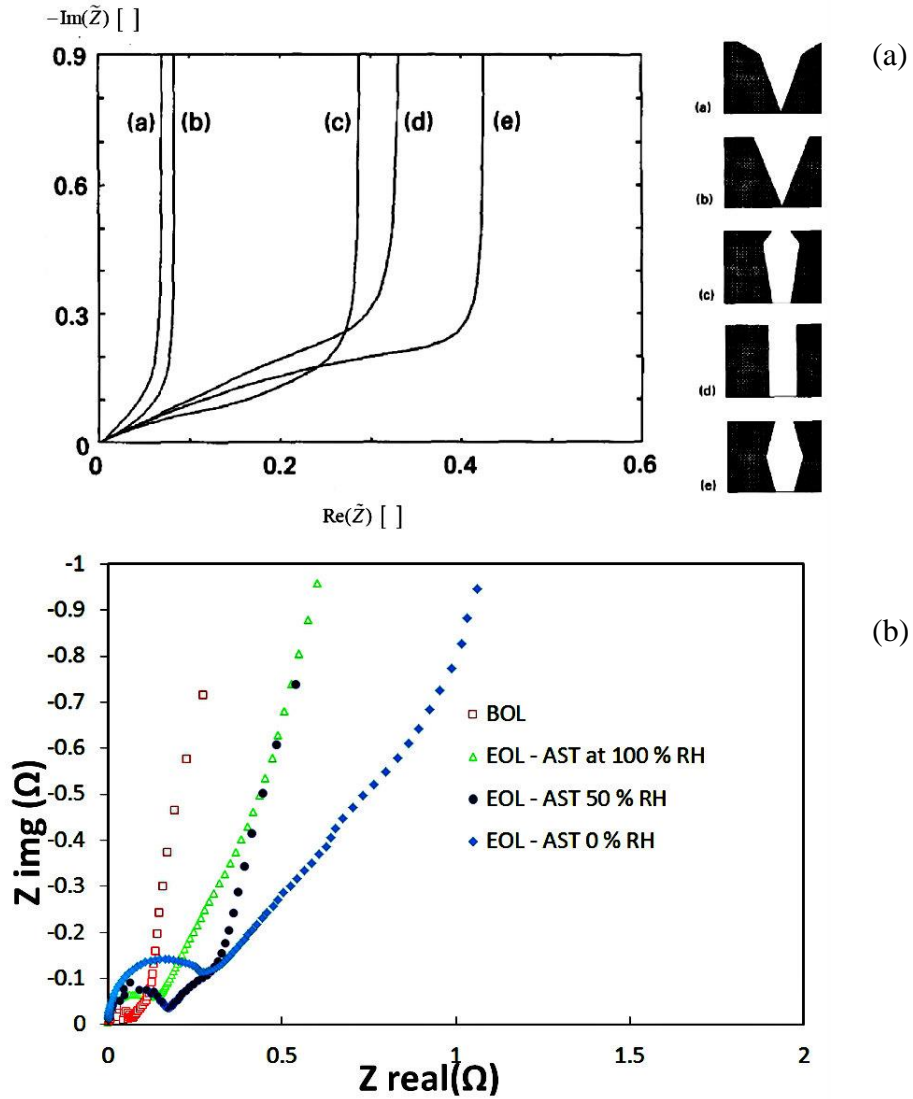 −Im(Z̃) [ ]
0.9
0.6
0.3
0
(a)
(b)
(c)
(d)
(e)
0
0.2
0.4
0.6
Re(Z̃) [ ]
(a)
(b)
(c)
(d)
(e)
(a)
-1
-0.9
-0.8
-0.7
-0.6
-0.5
-0.4
-0.3
-0.2
-0.1
0
Z img (Ω)
BOL
EOL - AST at 100 % RH
EOL - AST 50 % RH
EOL - AST 0 % RH
0
0.5
1
1.5
2
Z real(Ω)
(b)